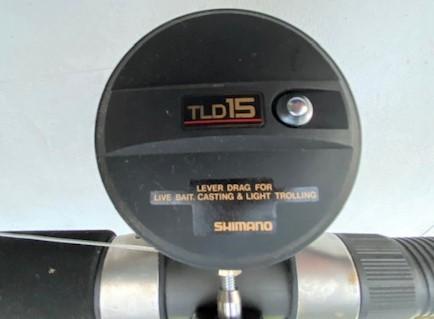 TLD15
LEVER DRAG FOR
LIVE BAIT, CASTING & LIGHT TROLLING
SHIMANO